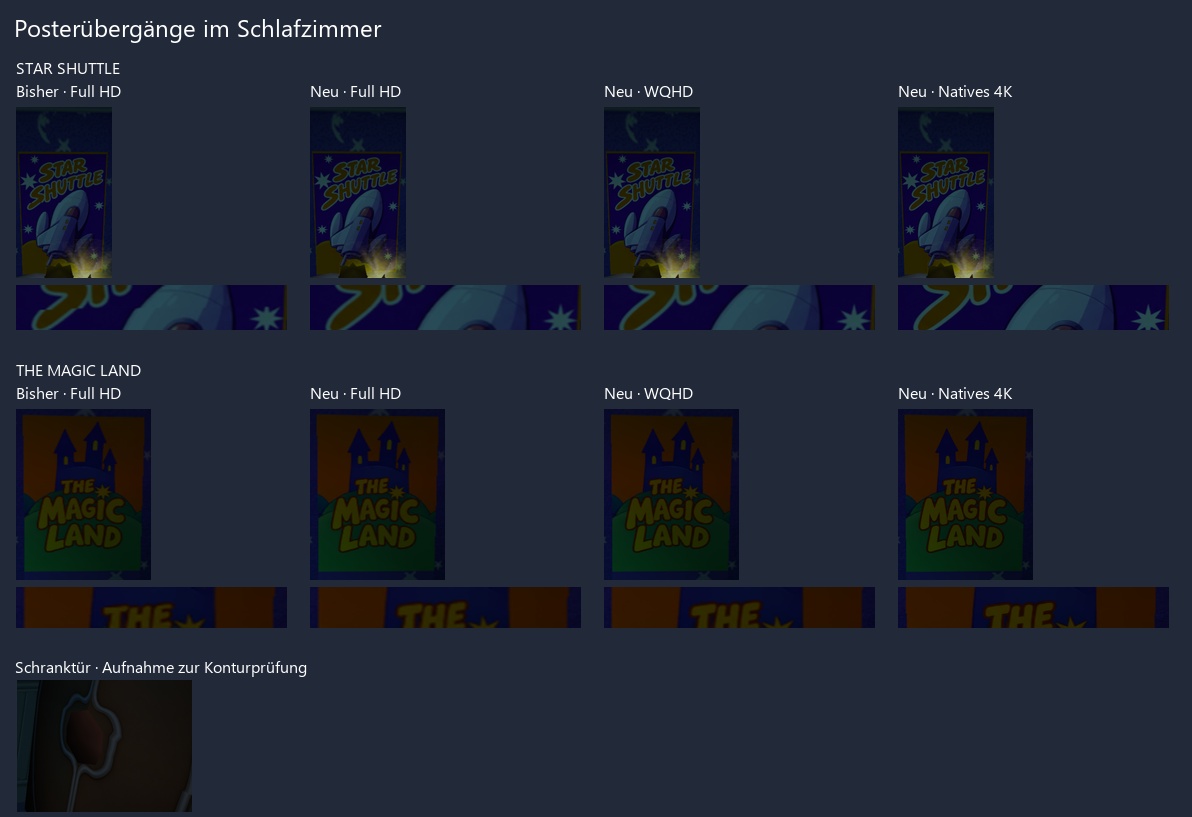 Posterübergänge im Schlafzimmer
STAR SHUTTLE
Bisher · Full HD
Neu · Full HD
Neu · WQHD
Neu · Natives 4K
STAR
SHUTTLE
STAR
SHUTTLE
STAR
SHUTTLE
STAR
SHUTTLE
THE MAGIC LAND
Bisher · Full HD
Neu · Full HD
Neu · WQHD
Neu · Natives 4K
THE
MAGIC
LAND
THE
MAGIC
LAND
THE
MAGIC
LAND
THE
MAGIC
LAND
THE
THE
THE
THE
Schranktür · Aufnahme zur Konturprüfung